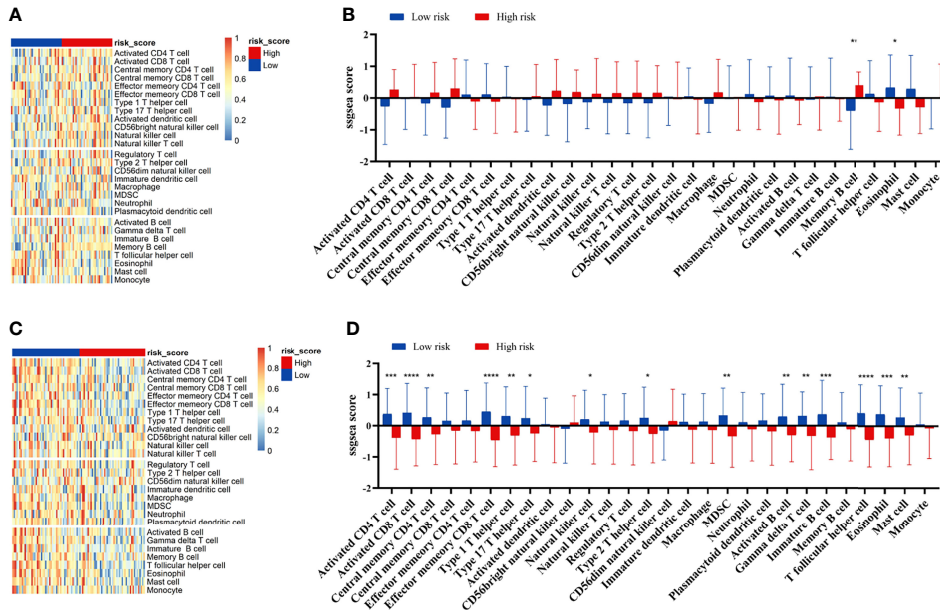 A
risk_score
Activated CD4 T cell
Activated CD8 T cell
Central memory CD4 T cell
Central memory CD8 T cell
Effector memeory CD4 T cell
Effector memeory CD8 T cell
Type 1 T helper cell
Type 17 T helper cell
Activated dendritic cell
CD56bright natural killer cell
Natural killer cell
Natural killer T cell
Regulatory T cell
Type 2 T helper cell
CD56dim natural killer cell
Immature dendritic cell
Macrophage
MDSC
Neutrophil
Plasmacytoid dendritic cell
Activated B cell
Gamma delta T cell
Immature B cell
Memory B cell
T follicular helper cell
Eosinophil
Mast cell
Monocyte
1
0.8
0.6
0.4
0.2
0
risk_score
High
Low
B
Low risk
High risk
ssgsea score
2
1
0
-1
-2
*
*
Activated CD4 T cell
Activated CD8 T cell
Central memory CD4 T cell
Central memory CD8 T cell
Effector memory CD4 T cell
Effector memory CD8 T cell
Type 1 T helper cell
Type 17 T helper cell
Activated dendritic cell
CD56bright natural killer cell
Natural killer cell
Natural killer T cell
Regulatory T cell
Type 2 T helper cell
CD56dim natural killer cell
Immature dendritic cell
Macrophage
MDSC
Neutrophil
Plasmacytoid dendritic cell
Activated B cell
Gamma delta T cell
Immature B cell
Memory B cell
T follicular helper cell
Eosinophil
Mast cell
Monocyte
C
risk_score
Activated CD4 T cell
Activated CD8 T cell
Central memory CD4 T cell
Central memory CD8 T cell
Effector memeory CD4 T cell
Effector memeory CD8 T cell
Type 1 T helper cell
Type 17 T helper cell
Activated dendritic cell
CD56bright natural killer cell
Natural killer cell
Natural killer T cell
Regulatory T cell
Type 2 T helper cell
CD56dim natural killer cell
Immature dendritic cell
Macrophage
MDSC
Neutrophil
Plasmacytoid dendritic cell
Activated B cell
Gamma delta T cell
Immature B cell
Memory B cell
T follicular helper cell
Eosinophil
Mast cell
Monocyte
1
0.8
0.6
0.4
0.2
0
risk_score
High
Low
D
Low risk
High risk
ssgsea score
2
1
0
-1
-2
*** **** ** **** ** * * * ** ** ** *** **** *** **
Activated CD4 T cell
Activated CD8 T cell
Central memory CD4 T cell
Central memory CD8 T cell
Effector memory CD4 T cell
Effector memory CD8 T cell
Type 1 T helper cell
Type 17 T helper cell
Activated dendritic cell
CD56bright natural killer cell
Natural killer cell
Natural killer T cell
Regulatory T cell
Type 2 T helper cell
CD56dim natural killer cell
Immature dendritic cell
Macrophage
MDSC
Neutrophil
Plasmacytoid dendritic cell
Activated B cell
Gamma delta T cell
Immature B cell
Memory B cell
T follicular helper cell
Eosinophil
Mast cell
Monocyte